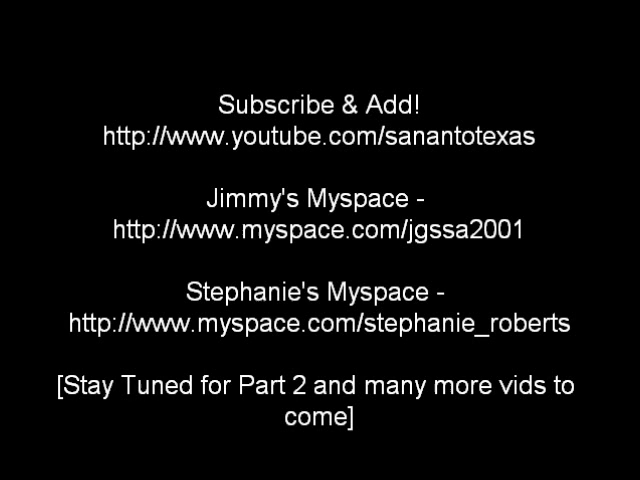 Subscribe & Add!
http://www.youtube.com/sanantotexas
Jimmy's Myspace -
http://www.myspace.com/jgssa2001
Stephanie's Myspace -
http://www.myspace.com/stephanie_roberts
[Stay Tuned for Part 2 and many more vids to
come]